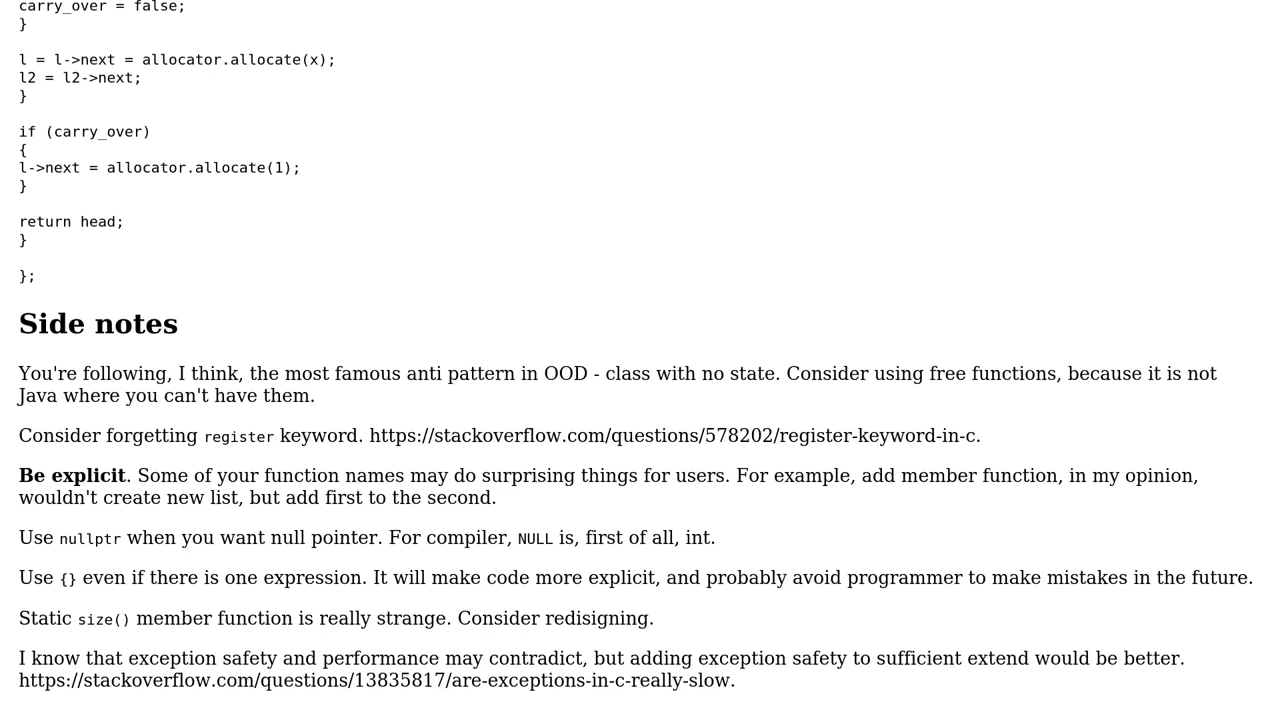 carry_over = false;
}
l = l->next = allocator.allocate(x);
l2 = l2->next;
}
if (carry_over)
{
l->next = allocator.allocate(1);
}
return head;
}
};
Side notes
You're following, I think, the most famous anti pattern in OOD - class with no state. Consider using free functions, because it is not
Java where you can't have them.
Consider forgetting register keyword. https://stackoverflow.com/questions/578202/register-keyword-in-c.
Be explicit. Some of your function names may do surprising things for users. For example, add member function, in my opinion,
wouldn't create new list, but add first to the second.
Use nullptr when you want null pointer. For compiler, NULL is, first of all, int.
Use {} even if there is one expression. It will make code more explicit, and probably avoid programmer to make mistakes in the future.
Static size() member function is really strange. Consider redisigning.
I know that exception safety and performance may contradict, but adding exception safety to sufficient extend would be better.
https://stackoverflow.com/questions/13835817/are-exceptions-in-c-really-slow.